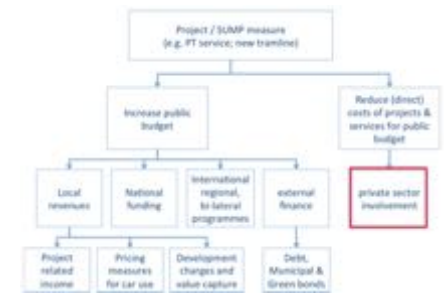 Project / SUMP measure
(e.g. PT service; new tramline)
Increase public
budget
Reduce (direct)
costs of projects &
services for public
budget
Local
revenues
National
funding
International
regional,
bi-lateral
programmes
external
finance
private sector
involvement
Project
related
income
Pricing
measures
for car use
Development
charges and
value capture
Debt,
Municipal &
Green bonds